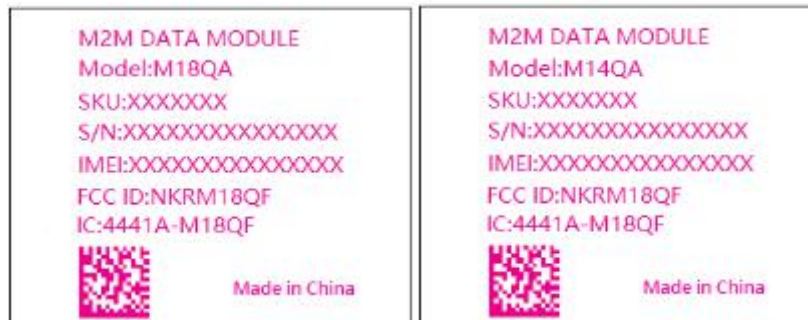 M2M DATA MODULE
Model:M18QA
SKU:XXXXXXX
S/N:XXXXXXXXXXXXXXX
IMEI:XXXXXXXXXXXXXXX
FCC ID:NKRM18QF
IC:4441A-M18QF
Made in China
M2M DATA MODULE
Model:M14QA
SKU:XXXXXXX
S/N:XXXXXXXXXXXXXXX
IMEI:XXXXXXXXXXXXXXX
FCC ID:NKRM18QF
IC:4441A-M18QF
Made in China